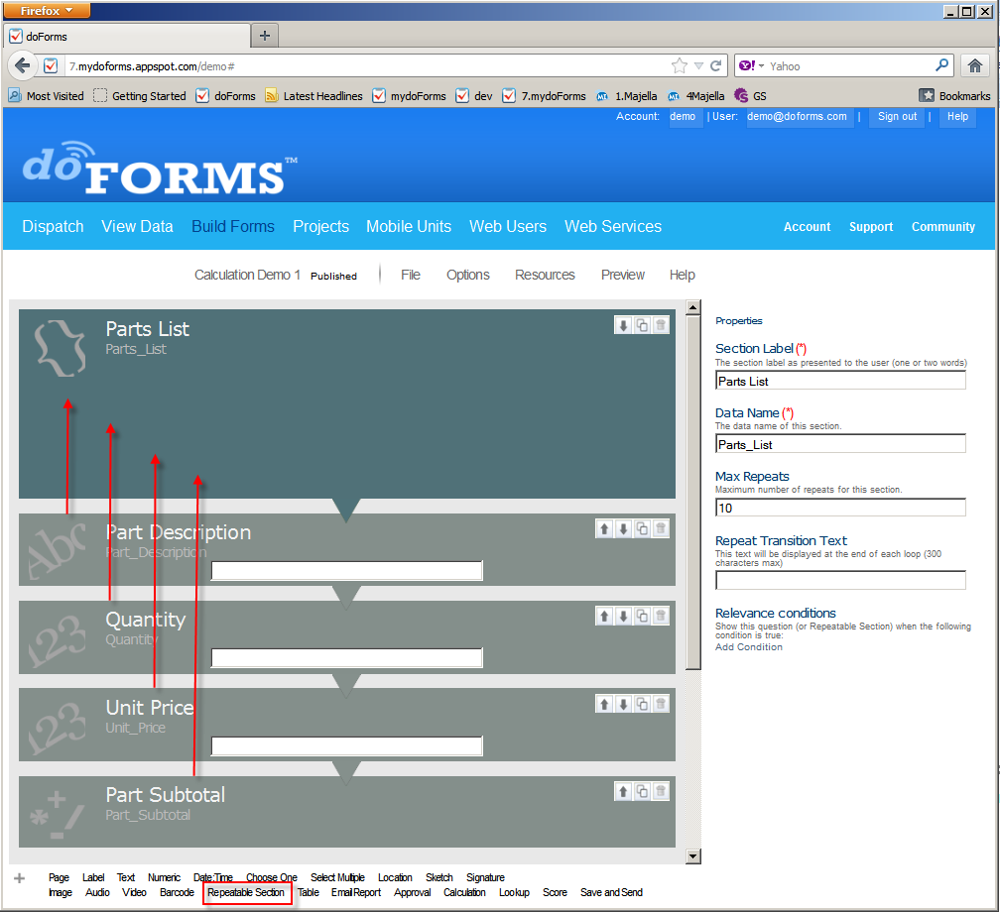 Firefox
doForms
7.mydoforms.appspot.com/demo#
Yahoo
Most Visited Getting Started doForms Latest Headlines mydoForms dev 7.mydoForms 1.Majella 4Majella GS Bookmarks
Account: demo | User: demo@doforms.com | Sign out | Help
doFORMS™
Dispatch View Data Build Forms Projects Mobile Units Web Users Web Services Account Support Community
Calculation Demo 1 Published File Options Resources Preview Help
Parts List
Parts_List
Abc
Part Description
Part_Description
123
Quantity
Quantity
123
Unit Price
Unit_Price
Part Subtotal
Part_Subtotal
Properties
Section Label (*)
The section label as presented to the user (one or two words)
Parts List
Data Name (*)
The data name of this section.
Parts_List
Max Repeats
Maximum number of repeats for this section.
10
Repeat Transition Text
This text will be displayed at the end of each loop (300
characters max)
Relevance conditions
Show this question (or Repeatable Section) when the following
condition is true:
Add Condition
Page Label Text Numeric Date:Time Choose One Select Multiple Location Sketch Signature
Image Audio Video Barcode Repeatable Section Table Email Report Approval Calculation Lookup Score Save and Send